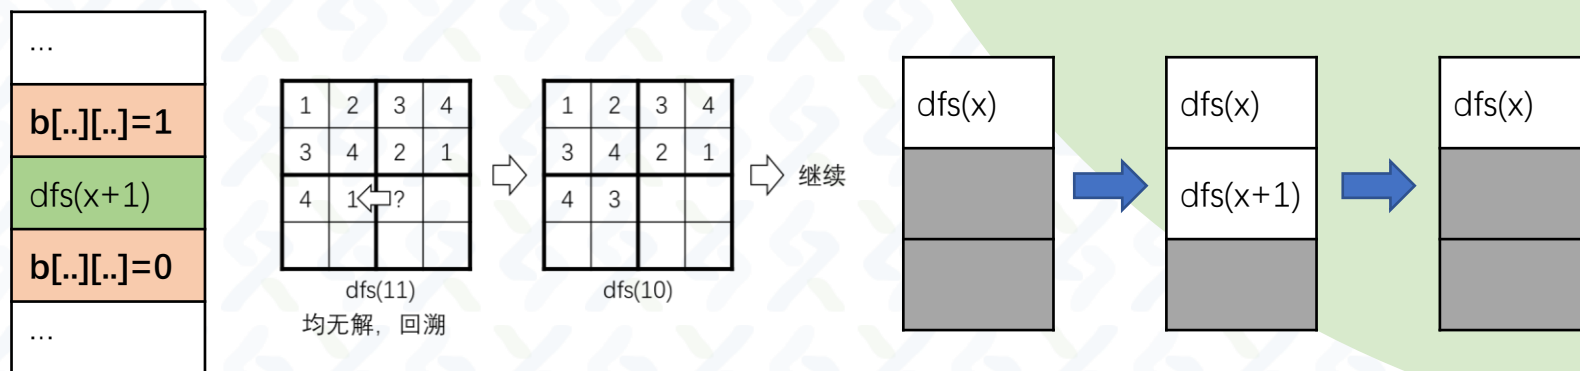 ...
b[..][..]=1
dfs(x+1)
b[..][..]=0
...
1 2 3 4
3 4 2 1
4 1 ?
dfs(11)
均无解，回溯
1 2 3 4
3 4 2 1
4 3
dfs(10)
继续
dfs(x)
dfs(x)
dfs(x+1)
dfs(x)